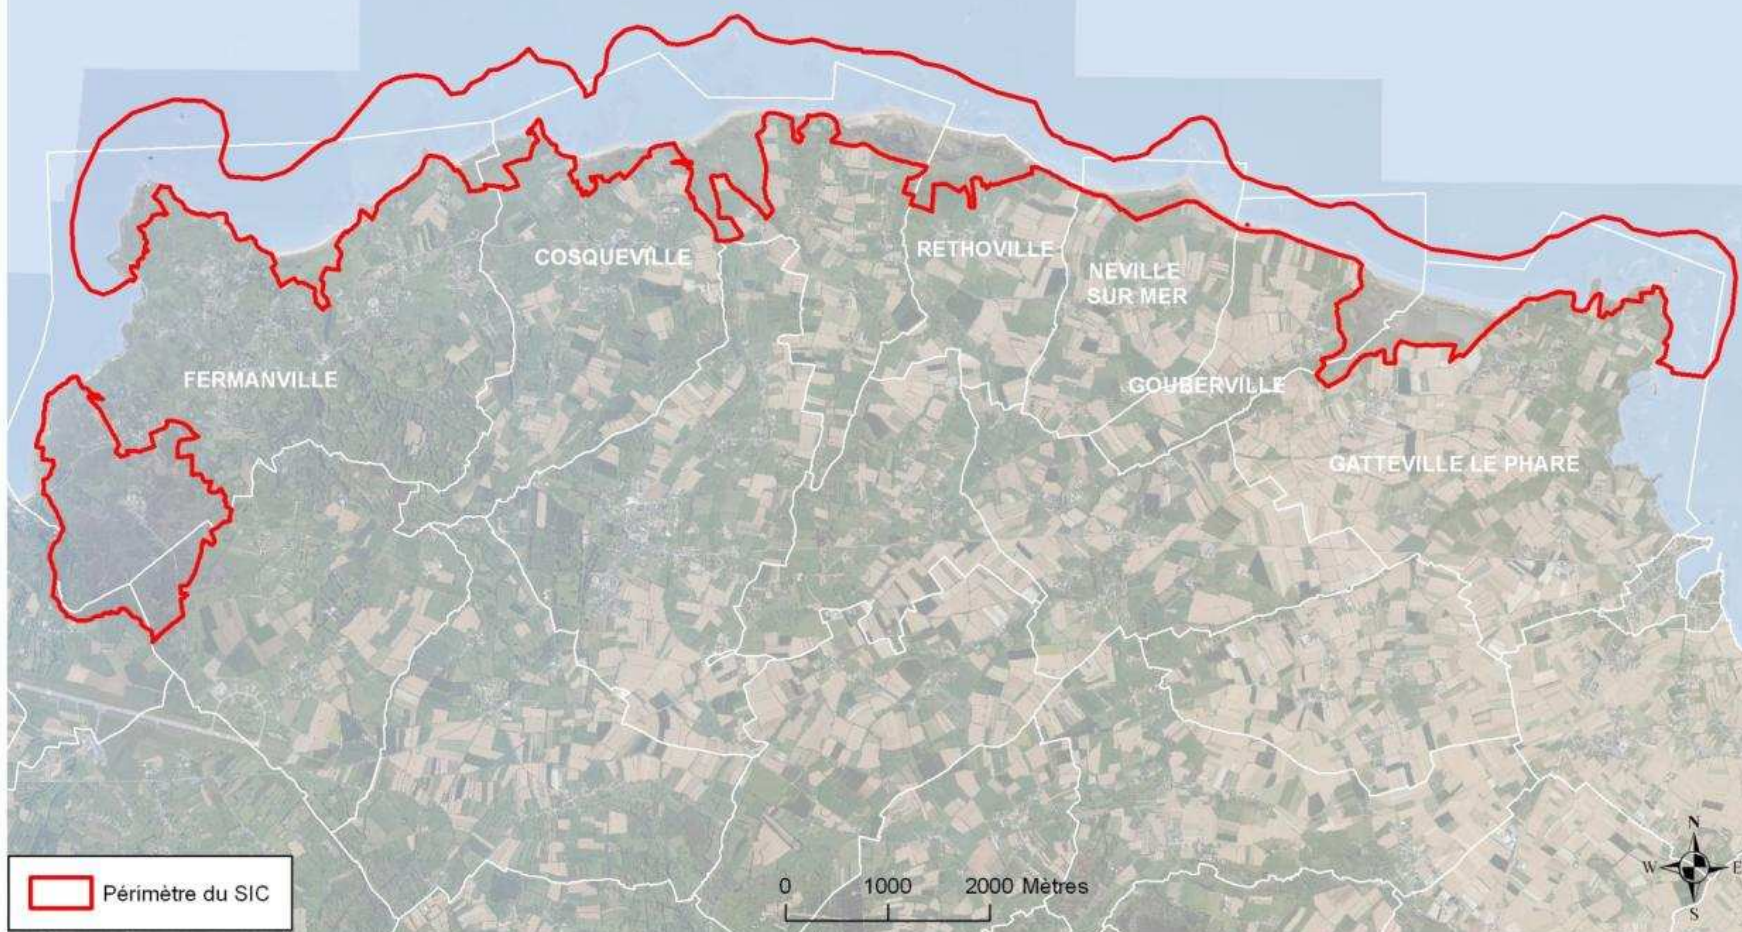 COSQUEVILLE
RETHOVILLE
NEVILLE
SUR MER
FERMANVILLE
GOUBERVILLE
GATTEVILLE LE PHARE
Périmètre du SIC
0 1000 2000 Mètres
N
W E
S